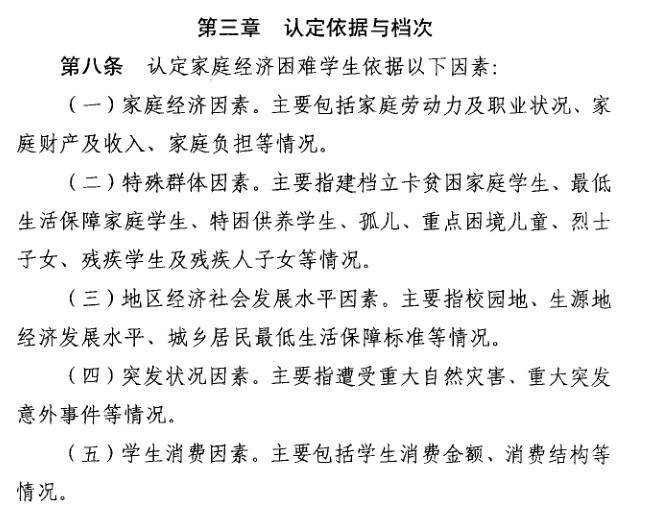 第三章 认定依据与档次
第八条 认定家庭经济困难学生依据以下因素：
（一）家庭经济因素。主要包括家庭劳动力及职业状况、家
庭财产及收入、家庭负担等情况。
（二）特殊群体因素。主要指建档立卡贫困家庭学生、最低
生活保障家庭学生、特困供养学生、孤儿、重点困境儿童、烈士
子女、残疾学生及残疾人子女等情况。
（三）地区经济社会发展水平因素。主要指校园地、生源地
经济发展水平、城乡居民最低生活保障标准等情况。
（四）突发状况因素。主要指遭受重大自然灾害、重大突发
意外事件等情况。
（五）学生消费因素。主要包括学生消费金额、消费结构等
情况。